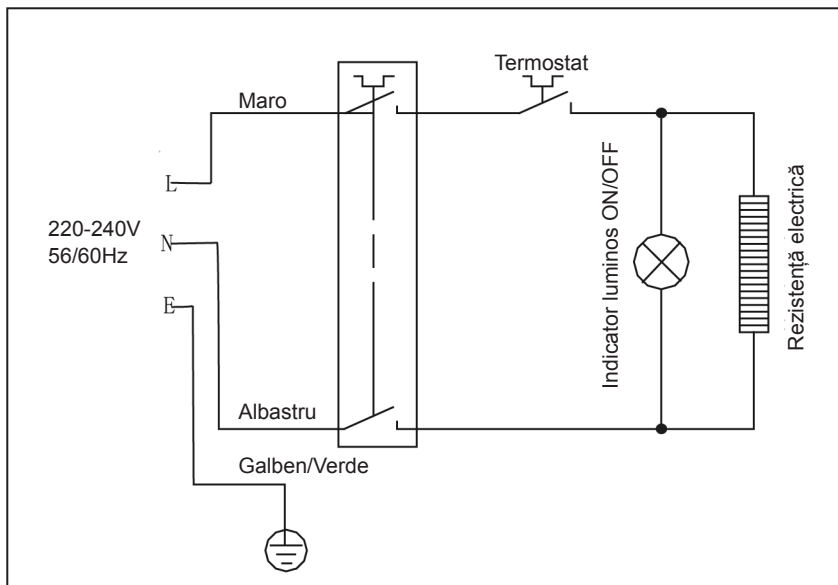 Termostat
Maro
L
220-240V
56/60Hz
N
E
Indicator luminos ON/OFF
Rezistență electrică
Albastru
Galben/Verde